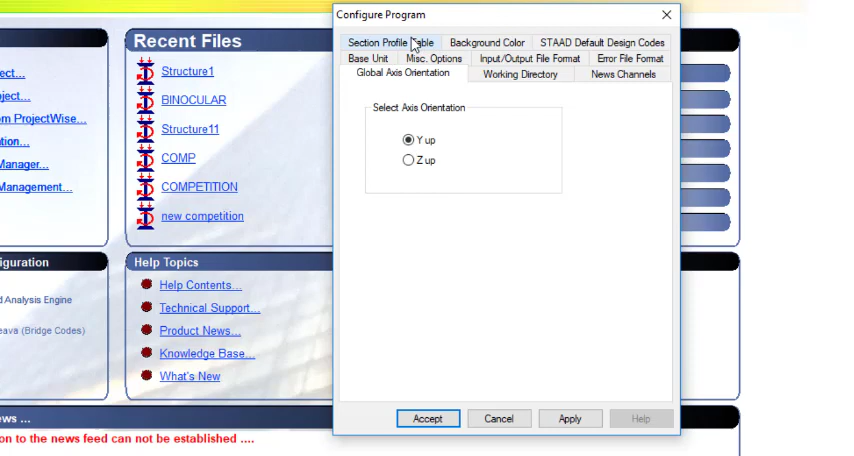 Configure Program
Section Profile Table
Background Color
STAAD Default Design Codes
Base Unit
Misc. Options
Input/Output File Format
Error File Format
Global Axis Orientation
Working Directory
News Channels
Select Axis Orientation
Y up
Z up
Accept
Cancel
Apply
Help
ect...
oject...
om ProjectWise...
ation...
Manager...
Management...
Recent Files
Structure1
BINOCULAR
Structure11
COMP
COMPETITION
new competition
figuration
d Analysis Engine
eava (Bridge Codes)
Help Topics
Help Contents...
Technical Support...
Product News...
Knowledge Base...
What's New
ws ...
on to the news feed can not be established ....